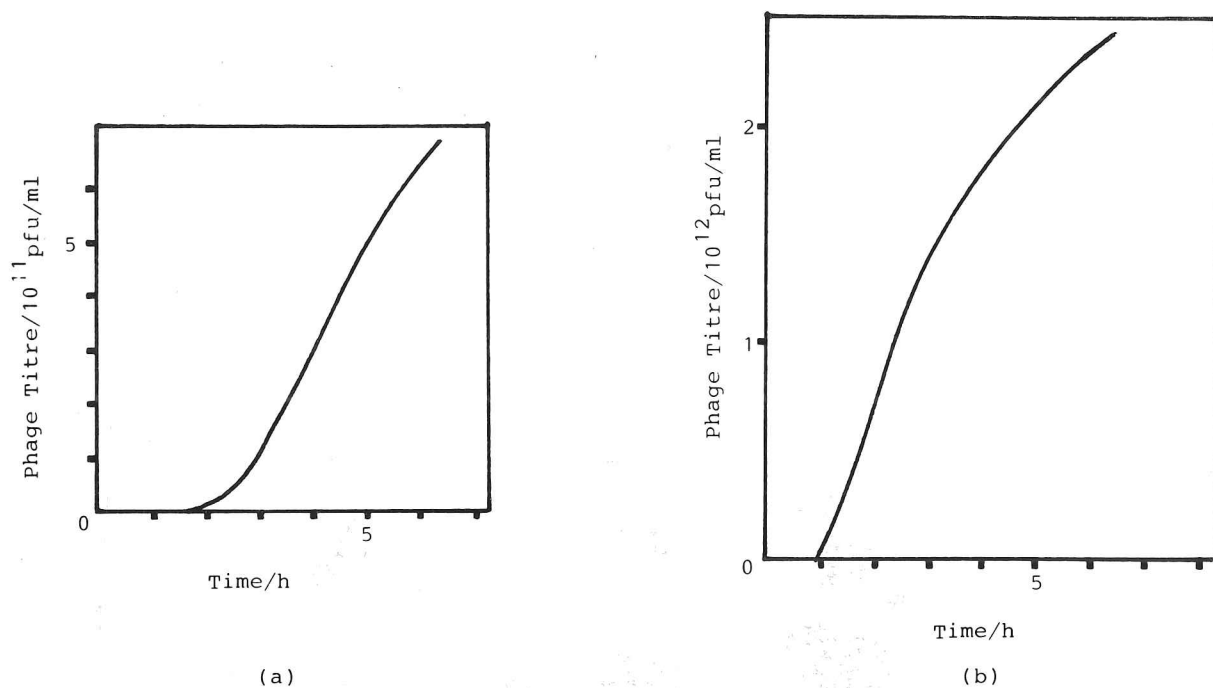 Phage Titre/10¹¹pfu/ml
5
0
5
Time/h
(a)
Phage Titre/10¹²pfu/ml
2
1
0
5
Time/h
(b)